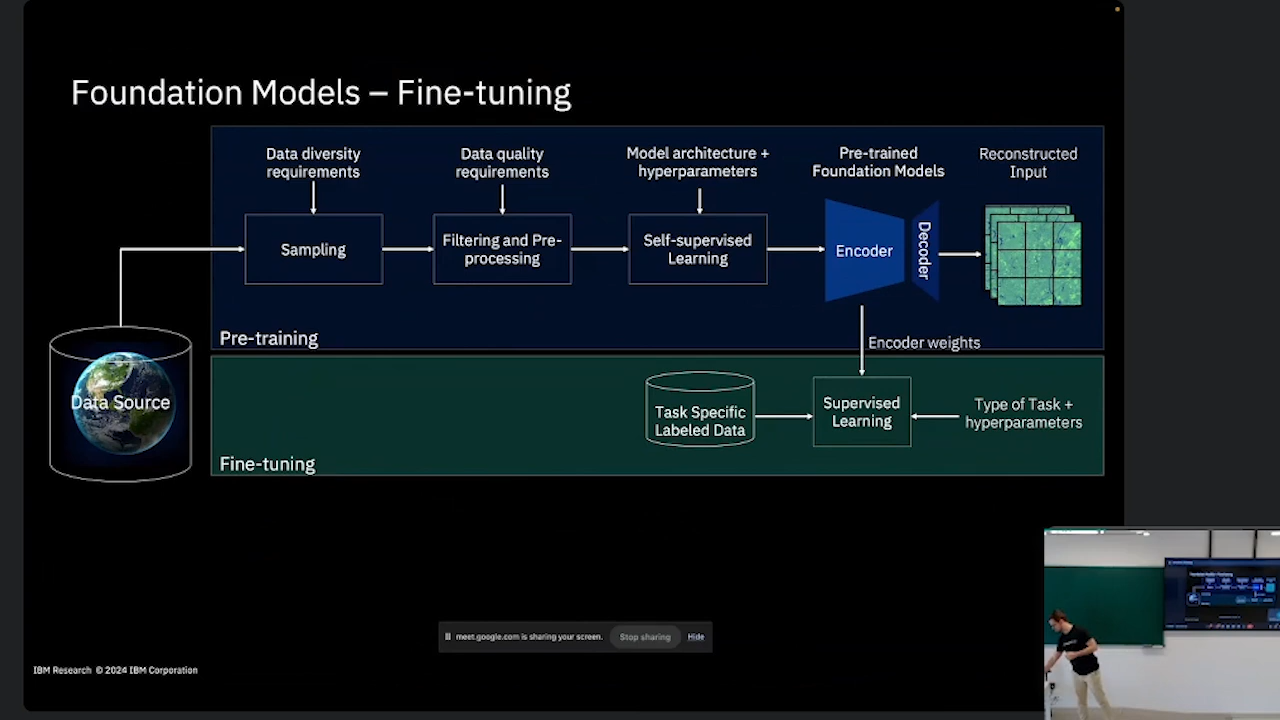 Foundation Models – Fine-tuning
Data diversity
requirements
Data quality
requirements
Model architecture +
hyperparameters
Pre-trained
Foundation Models
Reconstructed
Input
Sampling
Filtering and Pre-
processing
Self-supervised
Learning
Encoder
Decoder
Pre-training
Encoder weights
Data Source
Task Specific
Labeled Data
Supervised
Learning
Type of Task +
hyperparameters
Fine-tuning
meet.google.com is sharing your screen.
Stop sharing
Hide
IBM Research © 2024 IBM Corporation